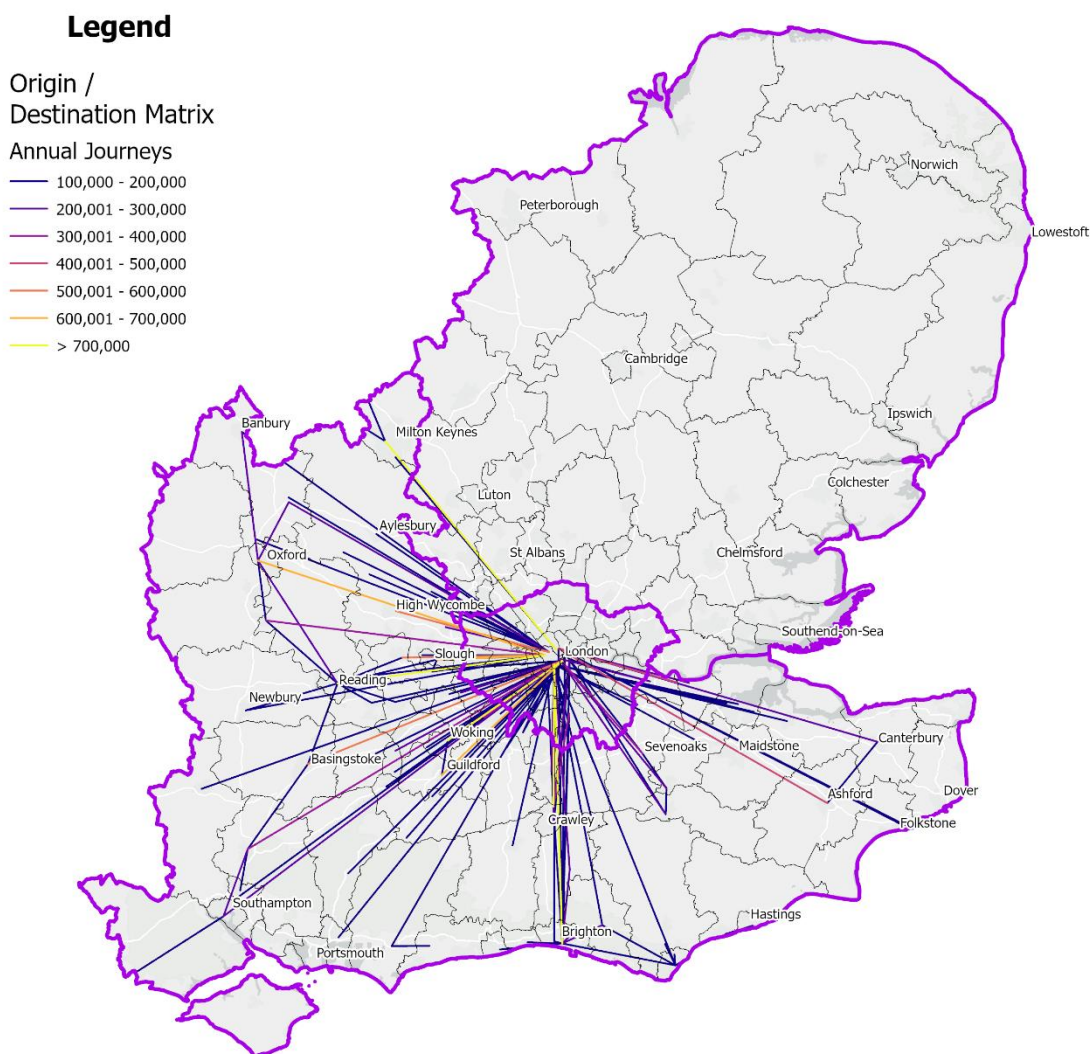 Legend
Origin /
Destination Matrix
Annual Journeys
100,000 - 200,000
200,001 - 300,000
300,001 - 400,000
400,001 - 500,000
500,001 - 600,000
600,001 - 700,000
> 700,000
Norwich
Peterborough
Lowestoft
Cambridge
Ipswich
Banbury
Milton Keynes
Colchester
Luton
Aylesbury
Oxford
St Albans
Chelmsford
High Wycombe
Southend-on-Sea
Slough
London
Reading
Newbury
Woking
Sevenoaks
Maidstone
Canterbury
Basingstoke
Guildford
Ashford
Dover
Crawley
Folkstone
Southampton
Hastings
Brighton
Portsmouth